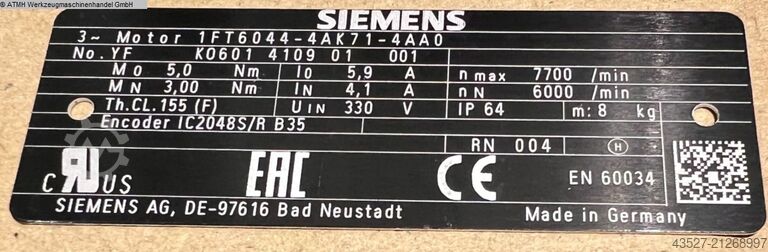 © ATMH Werkzeugmaschinenhandel GmbH
SIEMENS
3~ Motor 1FT6044-4AK71-4AA0
No. YF K0601 4109 01 001
Mo 5,0 Nm Io 5,9 A n max 7700 /min
MN 3,00 Nm IN 4,1 A nN 6000 /min
Th.CL.155 (F) UIN 330 V IP 64 m: 8 kg
Encoder IC2048S/R B35
RN 004 H
C RU US EAC CE EN 60034
SIEMENS AG, DE-97616 Bad Neustadt Made in Germany
43527-21268997